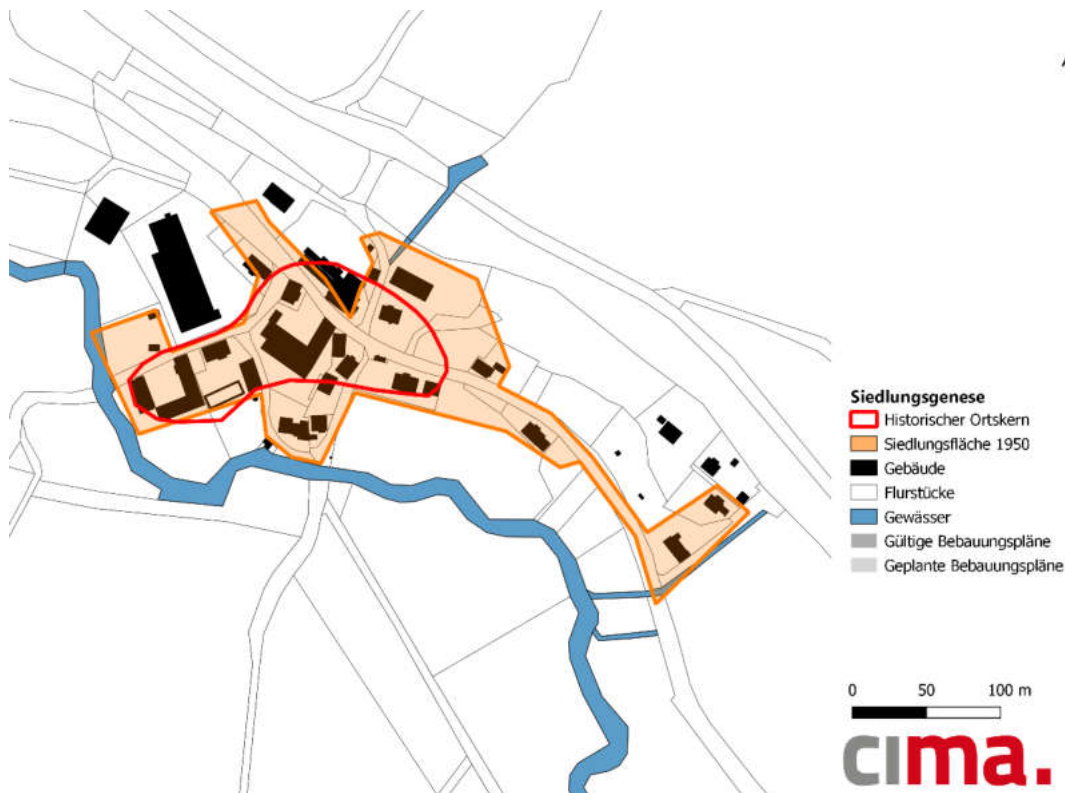 Siedlungsgenese
Historischer Ortskern
Siedlungsfläche 1950
Gebäude
Flurstücke
Gewässer
Gültige Bebauungspläne
Geplante Bebauungspläne
0 50 100 m
cima.